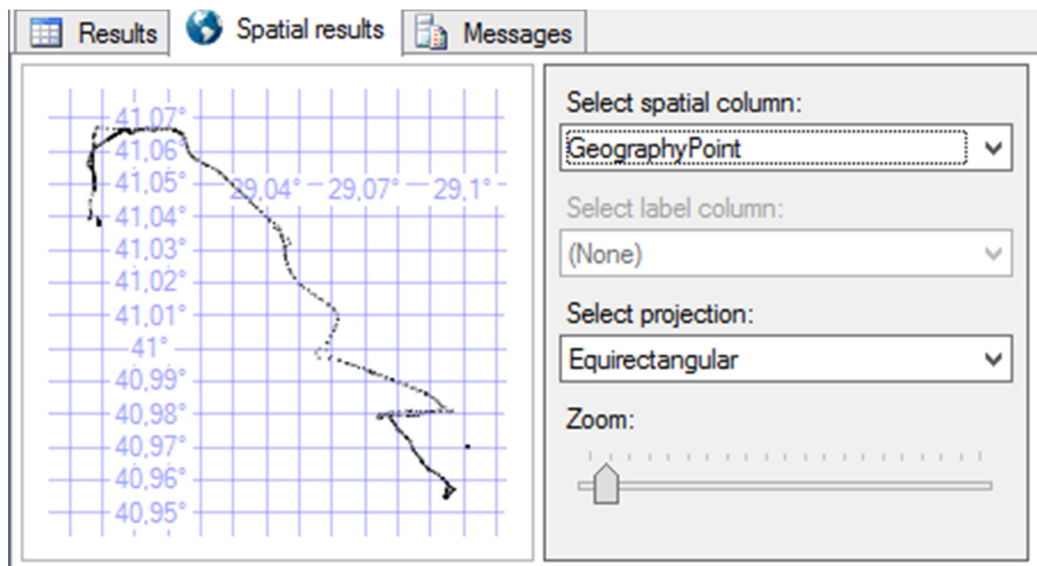 Results Spatial results Messages
41,07°
41,06°
41,05°
29,04° 29,07° 29,1°
41,04°
41,03°
41,02°
41,01°
41°
40,99°
40,98°
40,97°
40,96°
40,95°
Select spatial column:
GeographyPoint
Select label column:
(None)
Select projection:
Equirectangular
Zoom: